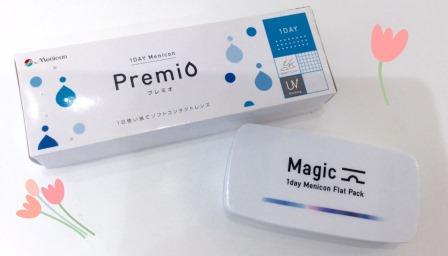 Menicon
1DAY Menicon
PremiO
プレミオ
1日使い捨てソフトコンタクトレンズ
1DAY
UV
Magic
1day Menicon Flat Pack